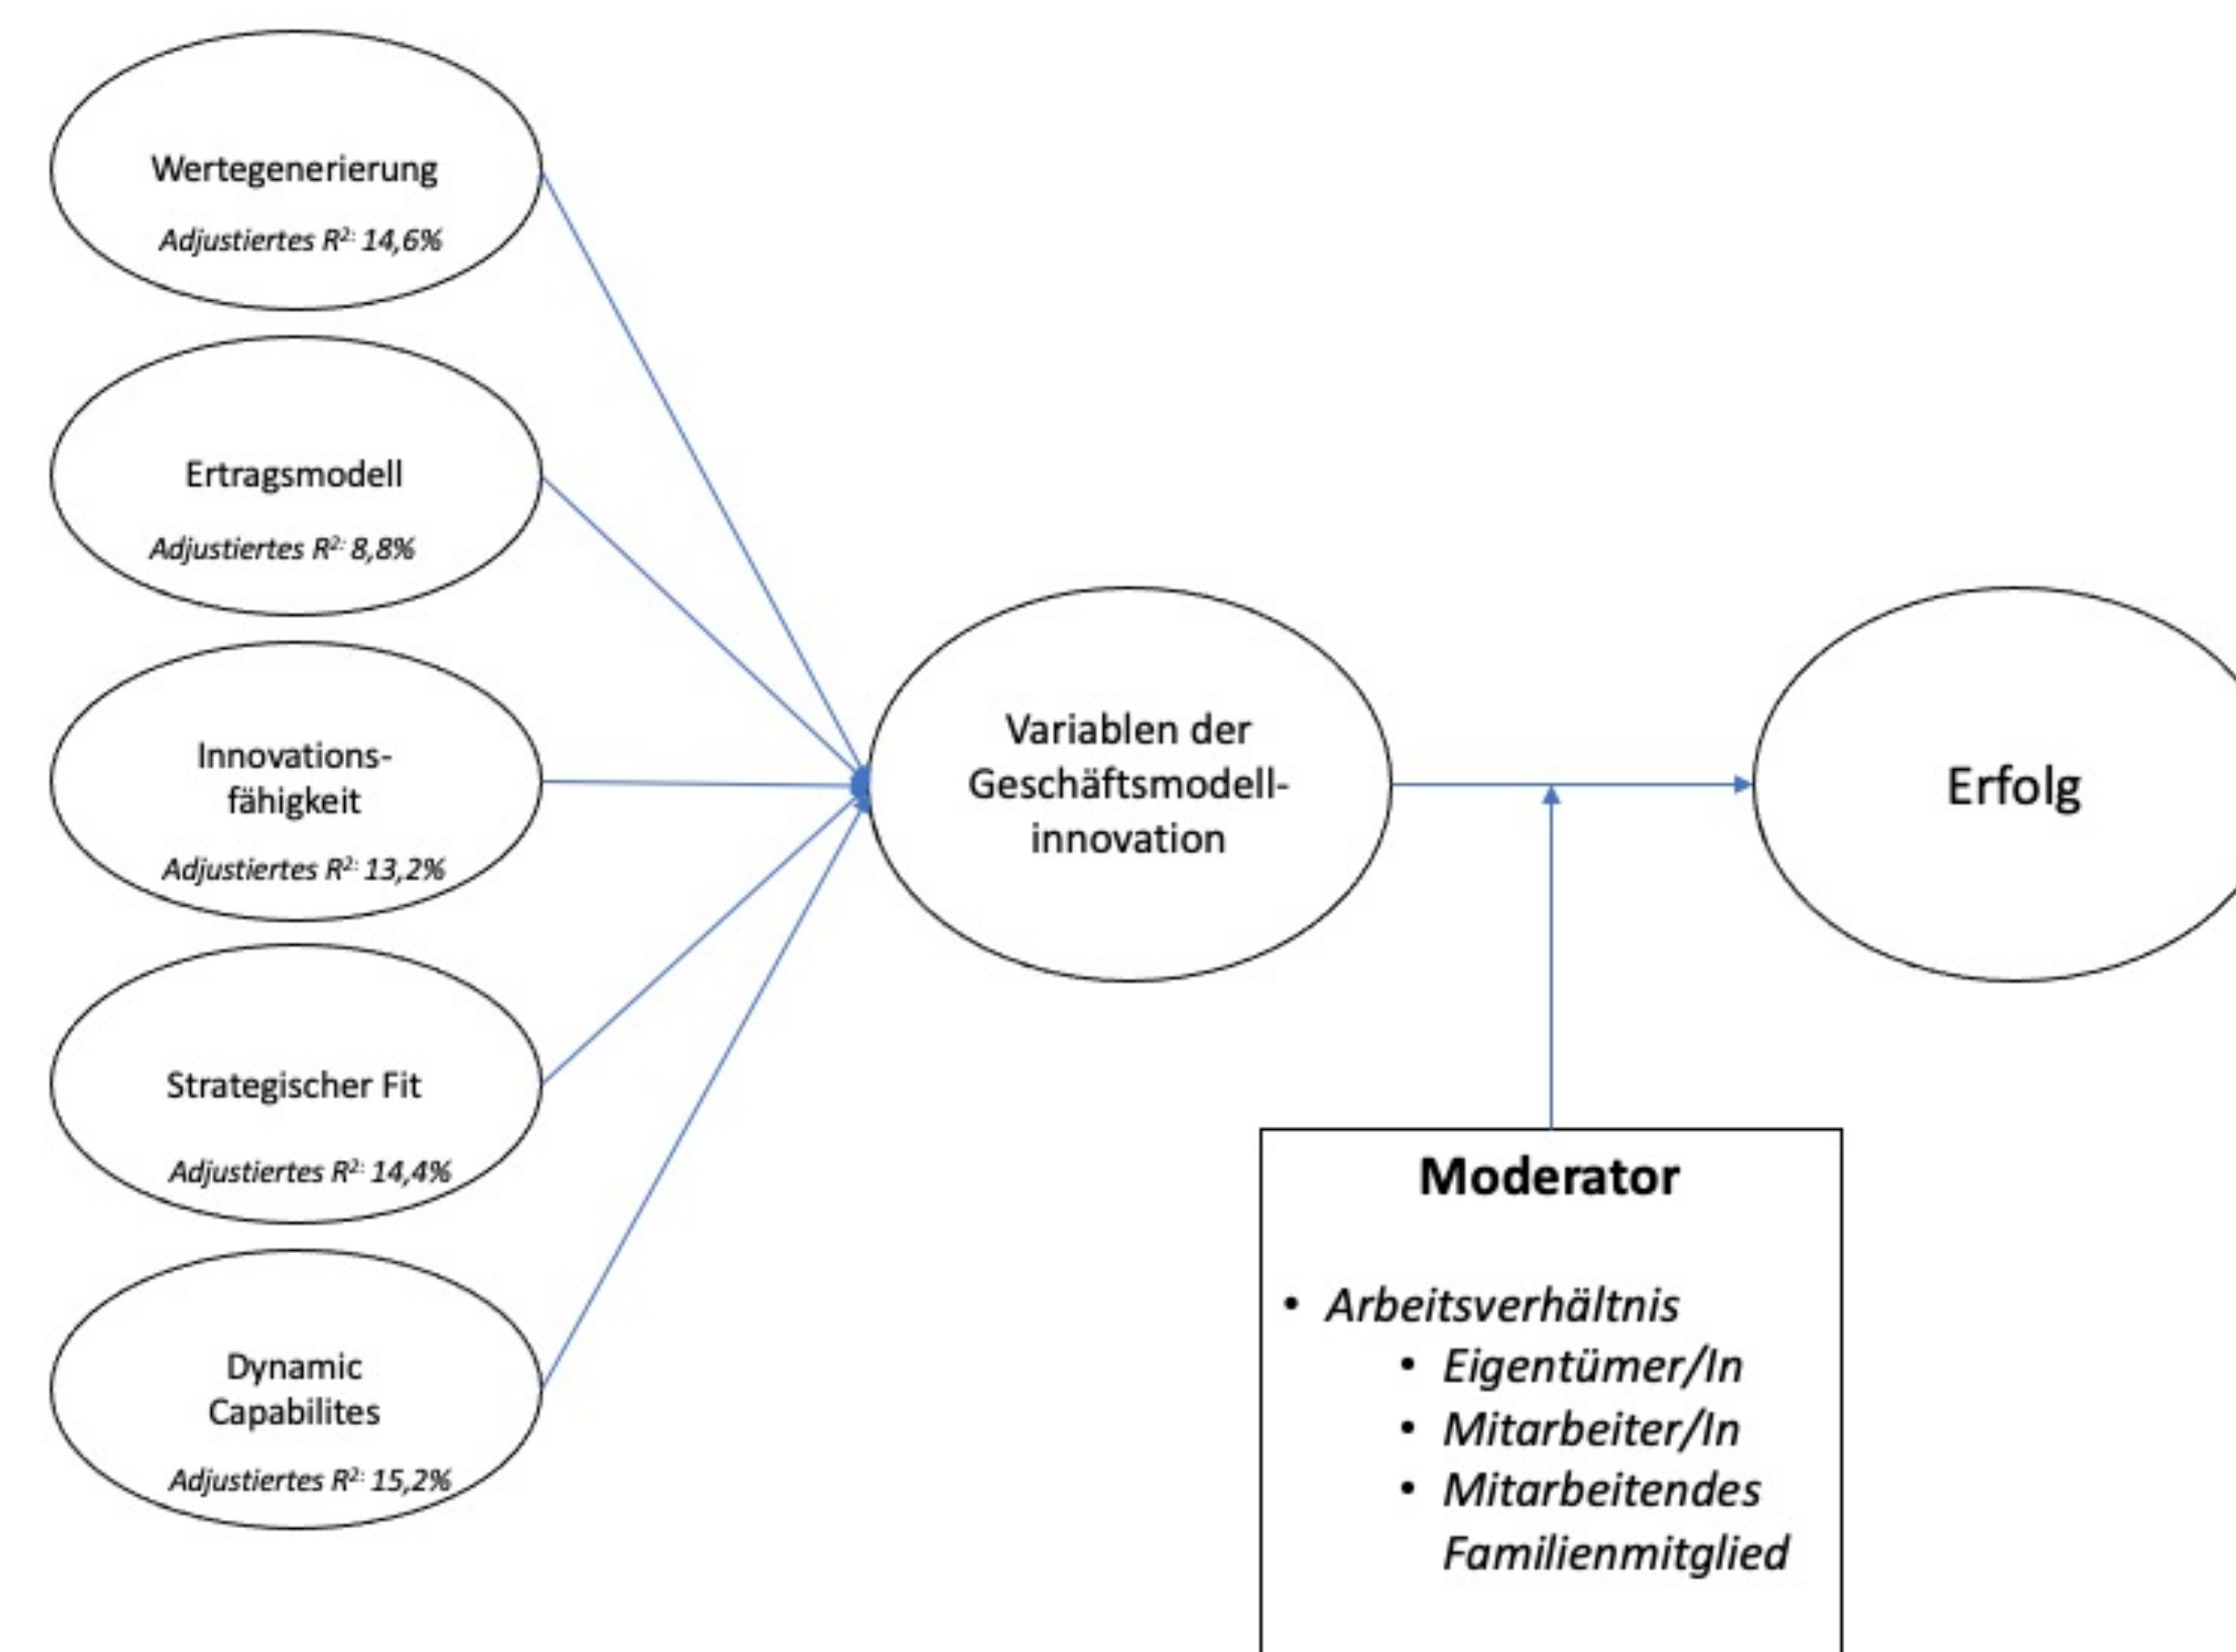 Wertegenerierung
Adjustiertes R²: 14,6%
Ertragsmodell
Adjustiertes R²: 8,8%
Innovations-
fähigkeit
Adjustiertes R²: 13,2%
Strategischer Fit
Adjustiertes R²: 14,4%
Dynamic
Capabilites
Adjustiertes R²: 15,2%
Variablen der
Geschäftsmodell-
innovation
Erfolg
Moderator
• Arbeitsverhältnis
• Eigentümer/In
• Mitarbeiter/In
• Mitarbeitendes
Familienmitglied